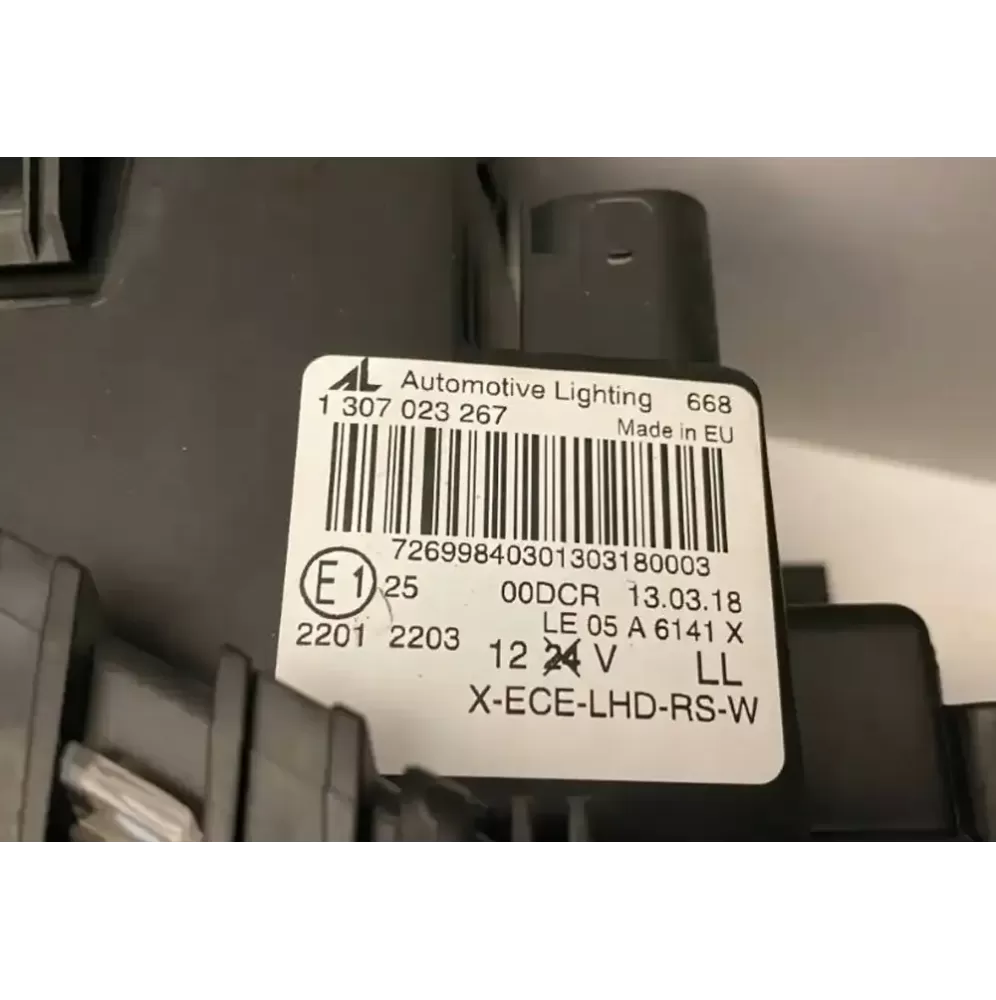 AL Automotive Lighting 668
1 307 023 267 Made in EU
72699840301303180003
E1 25 00DCR 13.03.18
LE 05 A 6141 X
2201 2203 12 24 V LL
X-ECE-LHD-RS-W